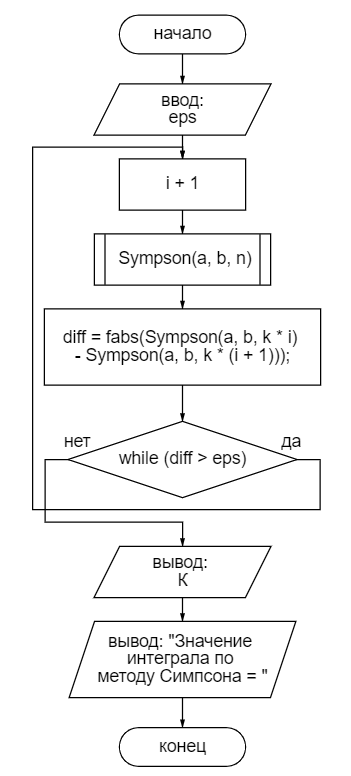 начало
ввод:
eps
i + 1
Sympson(a, b, n)
diff = fabs(Sympson(a, b, k * i)
- Sympson(a, b, k * (i + 1)));
нет
да
while (diff > eps)
вывод:
К
вывод: "Значение
интеграла по
методу Симпсона = "
конец